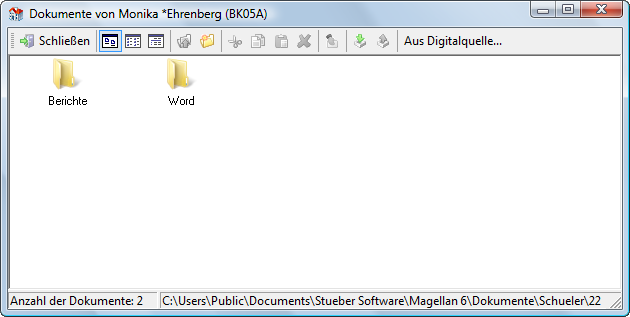 Dokumente von Monika *Ehrenberg (BK05A)
Schließen Aus Digitalquelle...
Berichte Word
Anzahl der Dokumente: 2 C:\Users\Public\Documents\Stueber Software\Magellan 6\Dokumente\Schueler\22